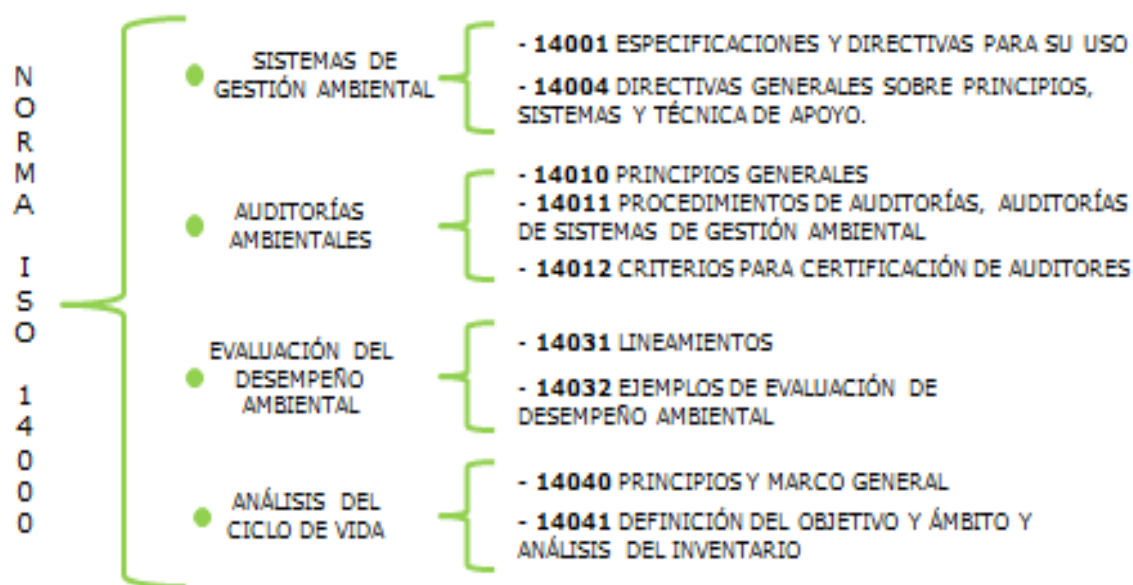 NORMA ISO 14000
SISTEMAS DE
GESTIÓN AMBIENTAL
- 14001 ESPECIFICACIONES Y DIRECTIVAS PARA SU USO
- 14004 DIRECTIVAS GENERALES SOBRE PRINCIPIOS,
SISTEMAS Y TÉCNICA DE APOYO.
AUDITORÍAS
AMBIENTALES
- 14010 PRINCIPIOS GENERALES
- 14011 PROCEDIMIENTOS DE AUDITORÍAS, AUDITORÍAS
DE SISTEMAS DE GESTIÓN AMBIENTAL
- 14012 CRITERIOS PARA CERTIFICACIÓN DE AUDITORES
EVALUACIÓN DEL
DESEMPEÑO
AMBIENTAL
- 14031 LINEAMIENTOS
- 14032 EJEMPLOS DE EVALUACIÓN DE
DESEMPEÑO AMBIENTAL
ANÁLISIS DEL
CICLO DE VIDA
- 14040 PRINCIPIOS Y MARCO GENERAL
- 14041 DEFINICIÓN DEL OBJETIVO Y ÁMBITO Y
ANÁLISIS DEL INVENTARIO